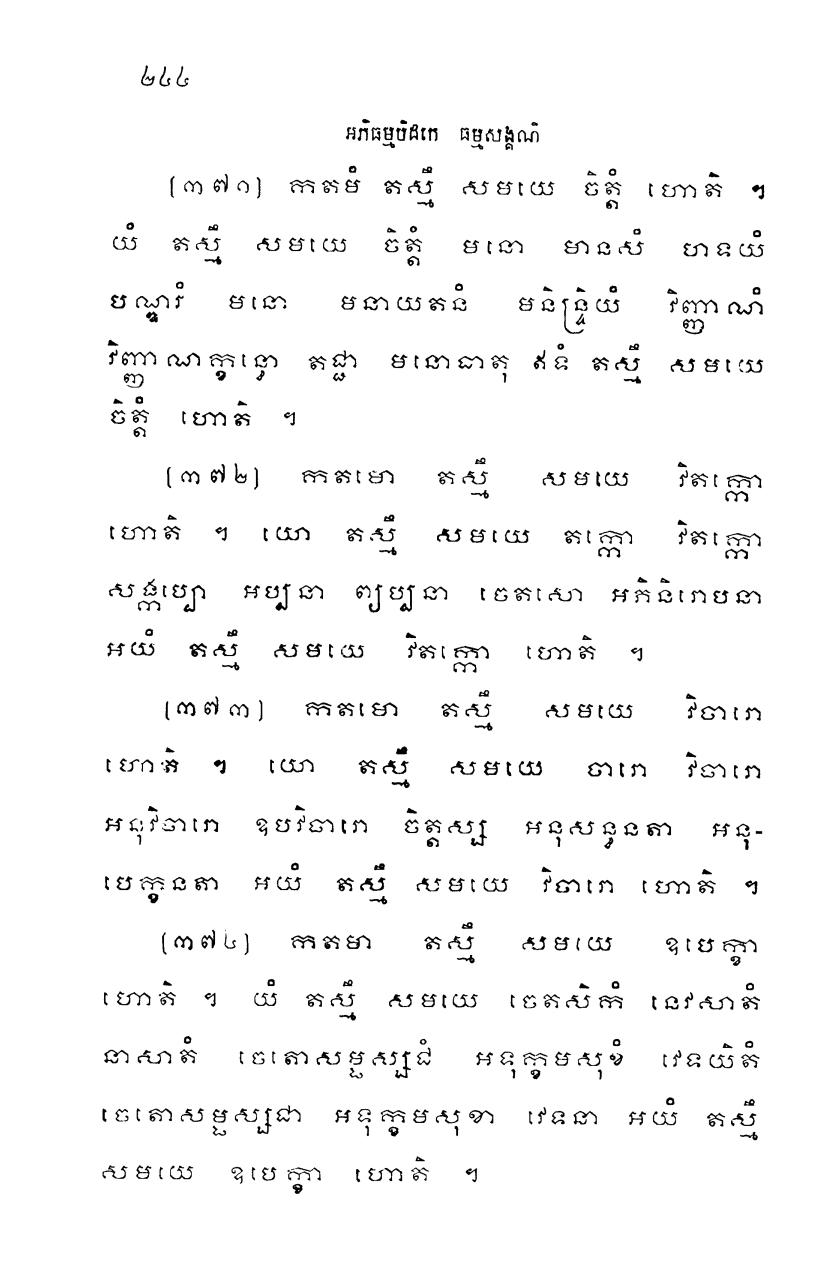 ២៤៤
អភិធម្មបិដកេ ធម្មសង្គណិ
(៣៧១) កតមំ តស្មឹ សមយេ ចិត្តំ ហោតិ ។
យំ តស្មឹ សមយេ ចិត្តំ មនោ មានសំ ហទយំ
បណ្ឌរំ មនោ មនាយតនំ មនិន្ទ្រិយំ វិញ្ញាណំ
វិញ្ញាណក្ខន្ធោ តជ្ជា មនោធាតុ ឥទំ តស្មឹ សមយេ
ចិត្តំ ហោតិ ។
(៣៧២) កតមោ តស្មឹ សមយេ វិតក្កោ
ហោតិ ។ យោ តស្មឹ សមយេ តក្កោ វិតក្កោ
សង្កប្បោ អប្បនា ព្យប្បនា ចេតសោ អភិនិរោបនា
អយំ តស្មឹ សមយេ វិតក្កោ ហោតិ ។
(៣៧៣) កតមោ តស្មឹ សមយេ វិចារោ
ហោតិ ។ យោ តស្មឹ សមយេ ចារោ វិចារោ
អនុវិចារោ ឧបវិចារោ ចិត្តស្ស អនុសន្ធនតា អនុ-
បេក្ខនតា អយំ តស្មឹ សមយេ វិចារោ ហោតិ ។
(៣៧៤) កតមា តស្មឹ សមយេ ឧបេក្ខា
ហោតិ ។ យំ តស្មឹ សមយេ ចេតសិកំ នេវសាតំ
នាសាតំ ចេតោសម្ផស្សជំ អទុក្ខមសុខំ វេទយិតំ
ចេតោសម្ផស្សជា អទុក្ខមសុខា វេទនា អយំ តស្មឹ
សមយេ ឧបេក្ខា ហោតិ ។